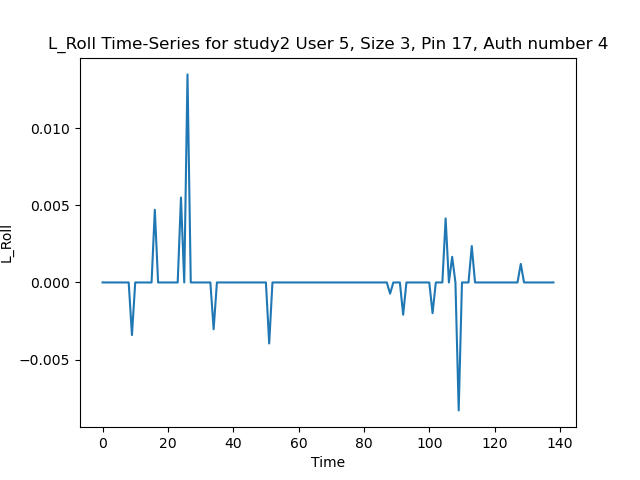 L_Roll Time-Series for study2 User 5, Size 3, Pin 17, Auth number 4
0.010
0.005
0.000
−0.005
L_Roll
0 20 40 60 80 100 120 140
Time